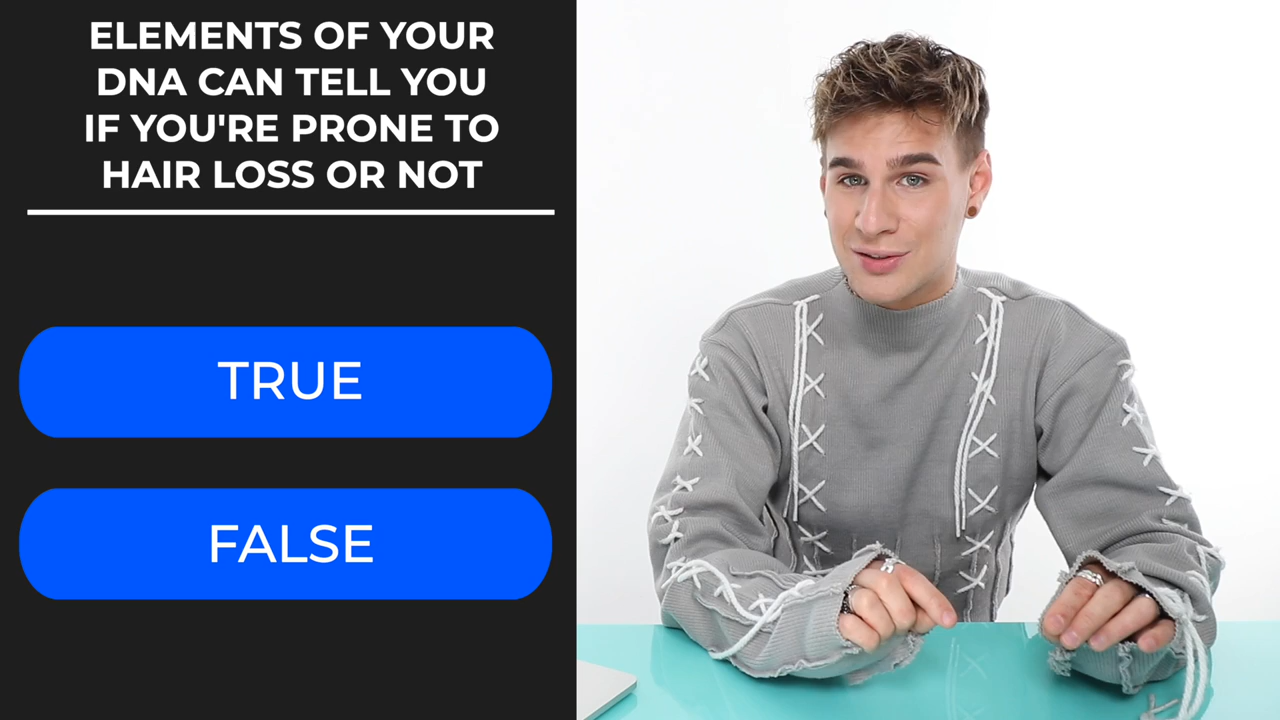 ELEMENTS OF YOUR
DNA CAN TELL YOU
IF YOU'RE PRONE TO
HAIR LOSS OR NOT
TRUE
FALSE